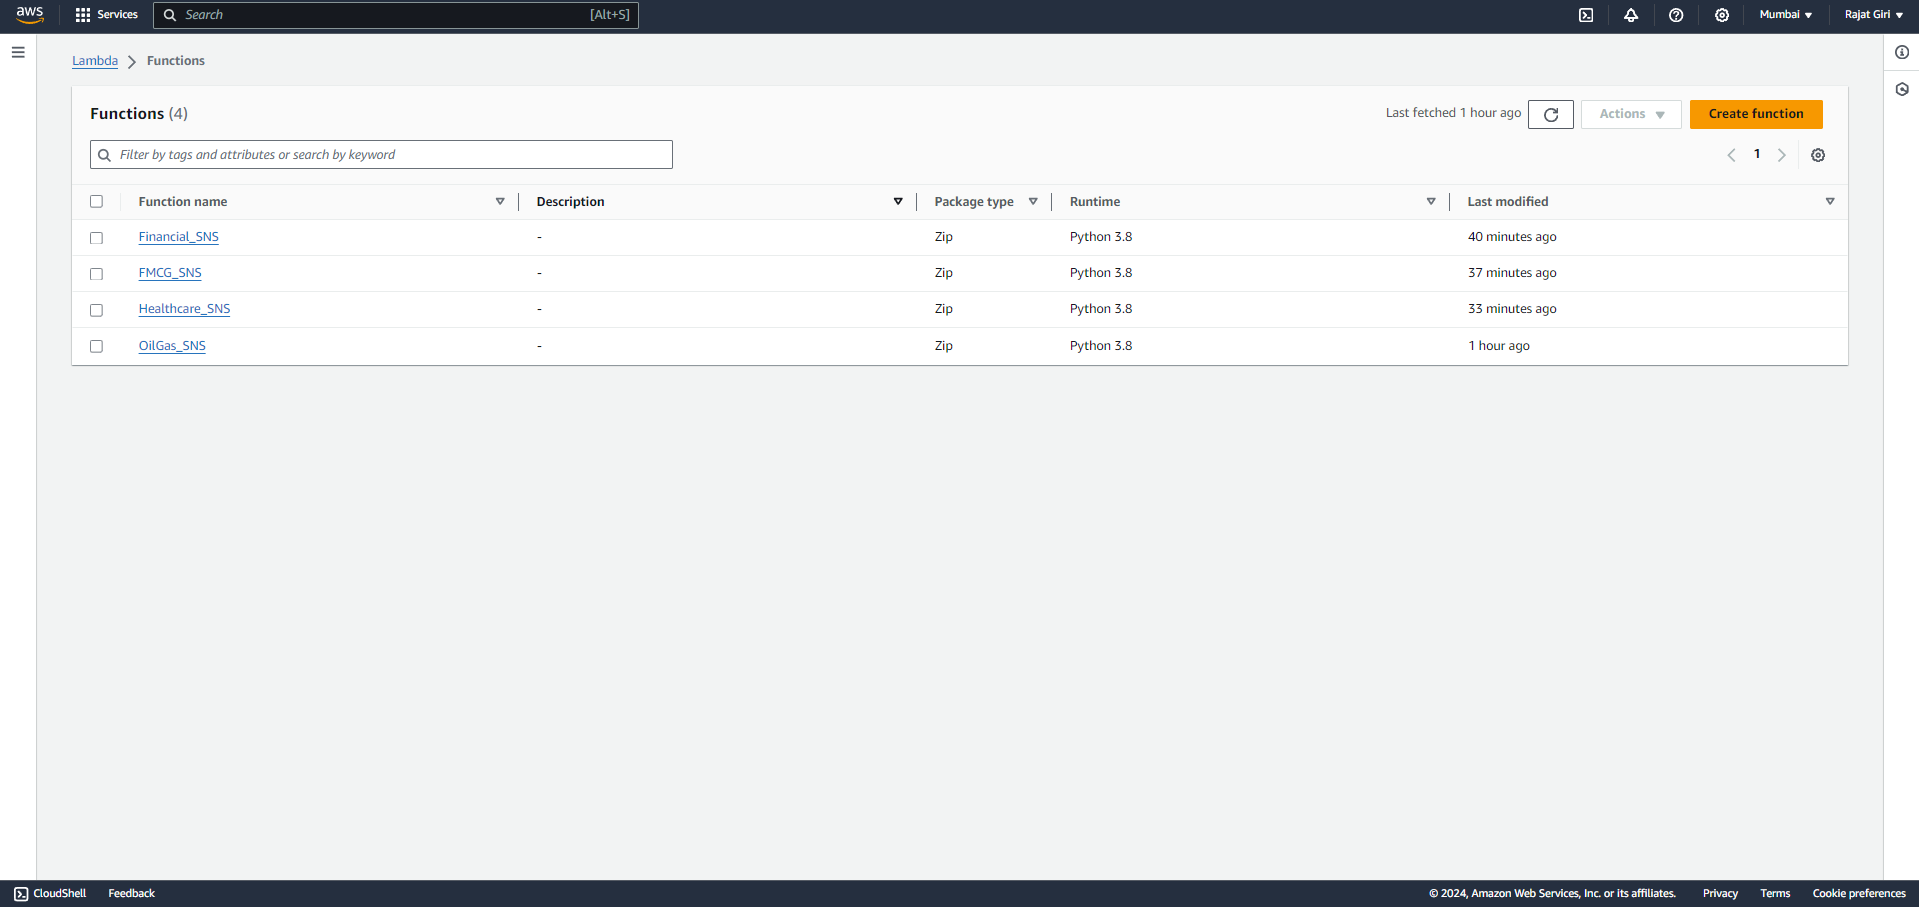 aws Services Search [Alt+S] Mumbai Rajat Giri
Lambda Functions
Functions (4) Last fetched 1 hour ago Actions Create function
Filter by tags and attributes or search by keyword 1
Function name Description Package type Runtime Last modified
Financial_SNS - Zip Python 3.8 40 minutes ago
FMCG_SNS - Zip Python 3.8 37 minutes ago
Healthcare_SNS - Zip Python 3.8 33 minutes ago
OilGas_SNS - Zip Python 3.8 1 hour ago
CloudShell Feedback © 2024, Amazon Web Services, Inc. or its affiliates. Privacy Terms Cookie preferences